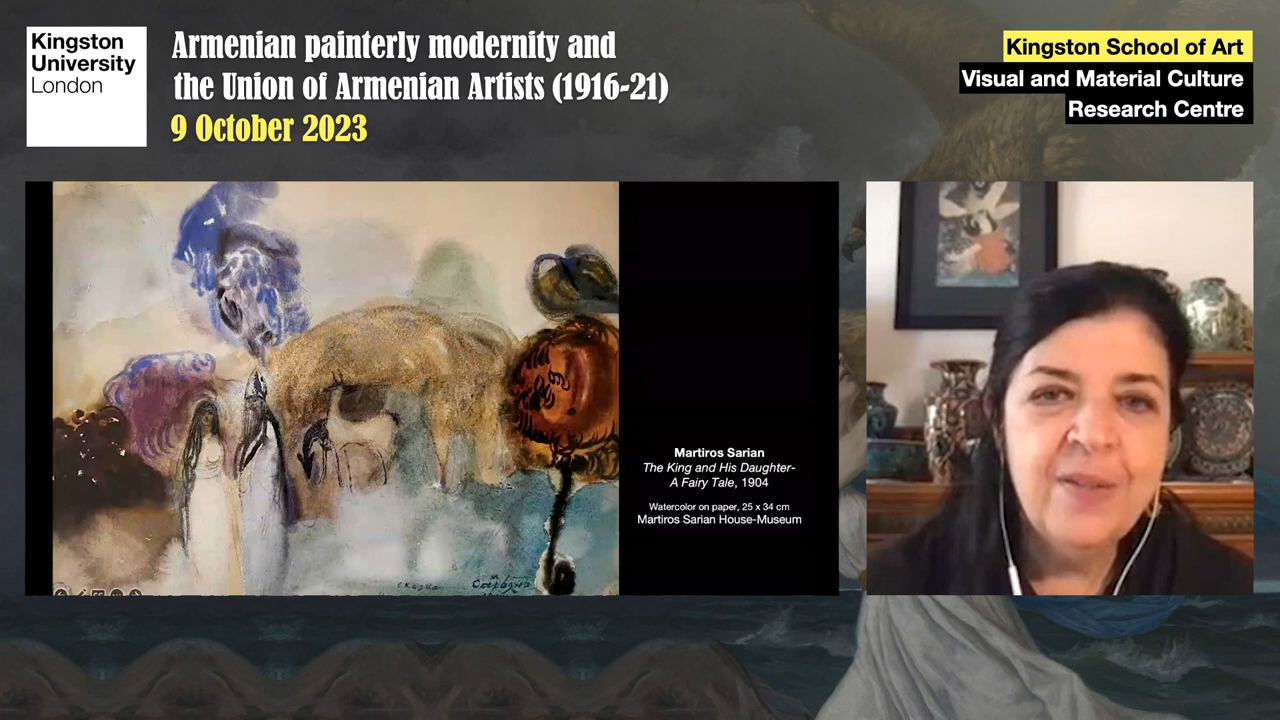 Kingston
University
London
Armenian painterly modernity and
the Union of Armenian Artists (1916-21)
9 October 2023
Kingston School of Art
Visual and Material Culture
Research Centre
Martiros Sarian
The King and His Daughter-
A Fairy Tale, 1904
Watercolor on paper, 25 x 34 cm
Martiros Sarian House-Museum